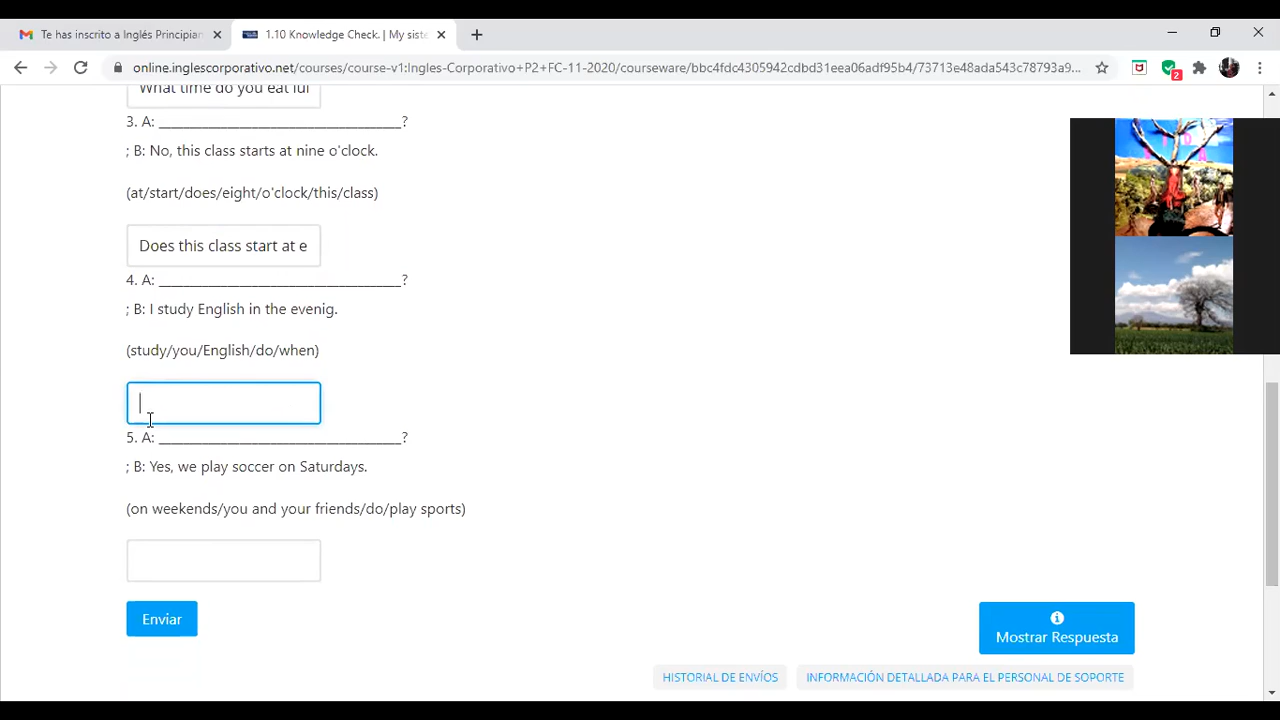 Te has inscrito a Inglés Principian
1.10 Knowledge Check. | My siste
online.inglescorporativo.net/courses/course-v1:Ingles-Corporativo+P2+FC-11-2020/courseware/bbc4fdc4305942cdbd31eea06adf95b4/73713e48ada543c78793a9...
2
What time do you eat lu
3. A: ___________________________________?
; B: No, this class starts at nine o'clock.
(at/start/does/eight/o'clock/this/class)
Does this class start at e
4. A: ___________________________________?
; B: I study English in the evenig.
(study/you/English/do/when)
5. A: ___________________________________?
; B: Yes, we play soccer on Saturdays.
(on weekends/you and your friends/do/play sports)
Enviar
Mostrar Respuesta
HISTORIAL DE ENVÍOS
INFORMACIÓN DETALLADA PARA EL PERSONAL DE SOPORTE